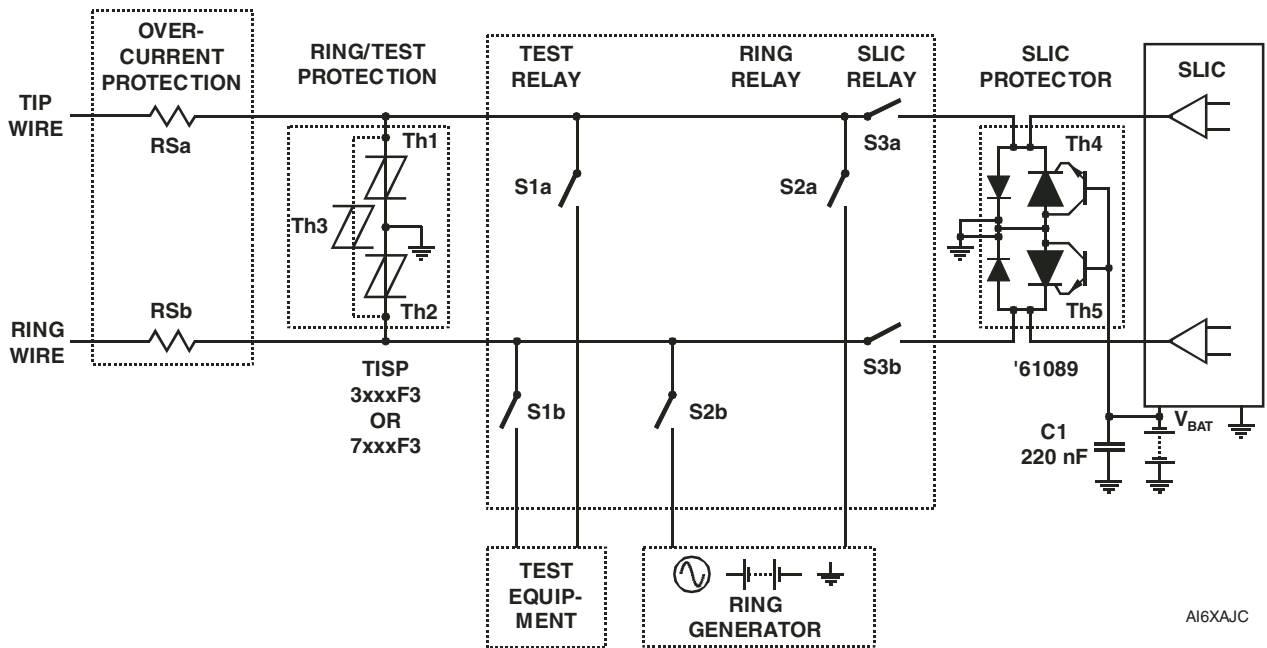 OVER-
CURRENT
PROTECTION
RING/TEST
PROTECTION
TEST
RELAY
RING
RELAY
SLIC
RELAY
SLIC
PROTECTOR
SLIC
TIP
WIRE
RSa
Th1
Th3
Th2
S1a
S2a
S3a
Th4
Th5
RING
WIRE
RSb
TISP
3xxxF3
OR
7xxxF3
S1b
S2b
S3b
'61089
C1
220 nF
VBAT
TEST
EQUIP-
MENT
RING
GENERATOR
AI6XAJC